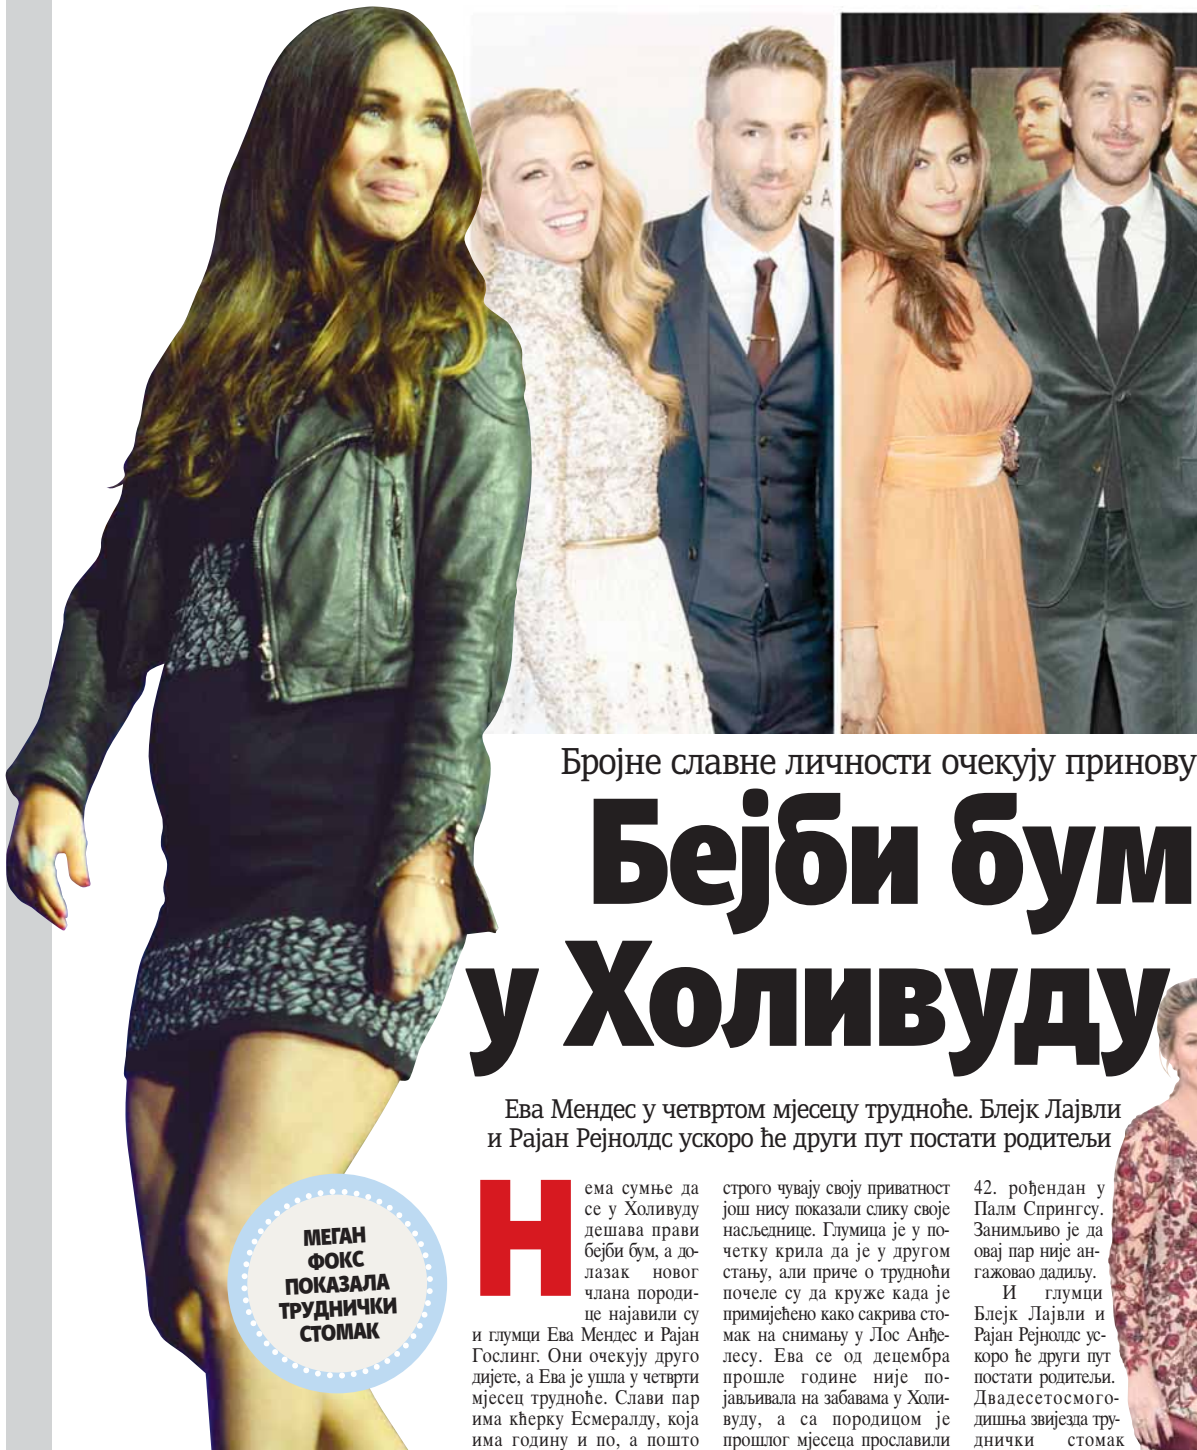 Бројне славне личности очекују принову
Бејби бум
у Холивуду
Ева Мендес у четвртом мјесецу трудноће. Блејк Лајвли
и Рајан Рејнолдс ускоро ће други пут постати родитељи
МЕГАН
ФОКС
ПОКАЗАЛА
ТРУДНИЧКИ
СТОМАК
Нема сумње да
се у Холивуду
дешава прави
бејби бум, а до-
лазак новог
члана породи-
це најавили су
и глумци Ева Мендес и Рајан
Гослинг. Они очекују друго
дијете, а Ева је ушла у четврти
мјесец трудноће. Слави пар
има кћерку Есмералду, која
има годину и по, а пошто
строго чувају своју приватност
још нису показали слику своје
насљеднице. Глумица је у по-
четку крила да је у другом
стању, али приче о трудноћи
почеле су да круже када је
примијећено како сакрива сто-
мак на снимању у Лос Анђе-
лесу. Ева се од децембра
прошле године није по-
јављивала на забавама у Холи-
вуду, а са породицом је
прошлог мјесеца прославили
42. рођендан у
Палм Спрингсу.
Занимљиво је да
овај пар није ан-
гажовао дадиљу.
И глумци
Блејк Лајвли и
Рајан Рејнолдс ус-
коро ће други пут
постати родитељи.
Двадесетосмого-
дишња звијезда тру-
днички стомак